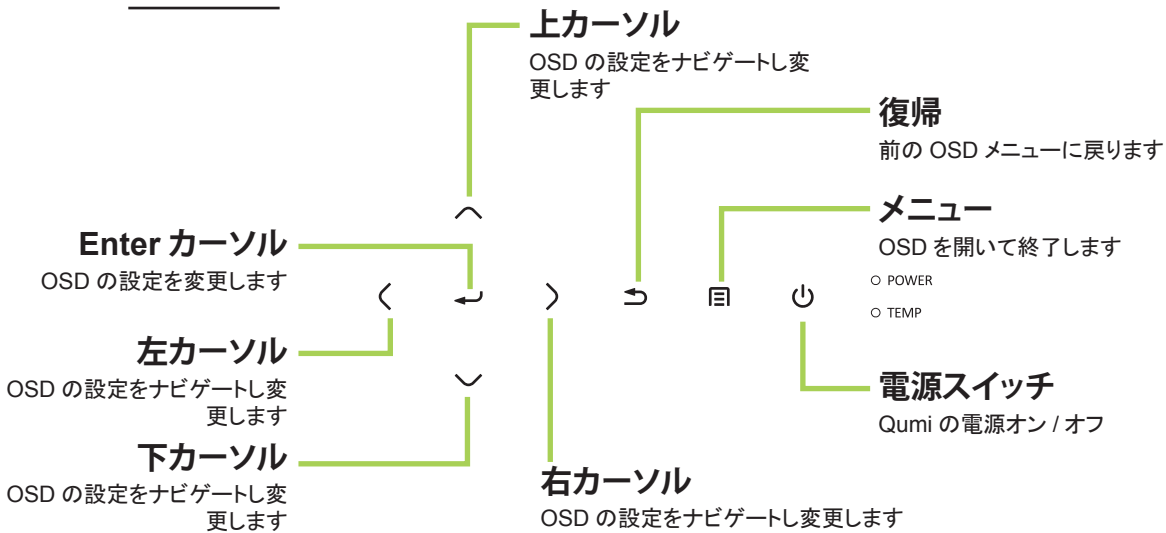 上カーソル
OSD の設定をナビゲートし変
更します
復帰
前の OSD メニューに戻ります
メニュー
OSD を開いて終了します
Enter カーソル
OSD の設定を変更します
POWER
TEMP
左カーソル
OSD の設定をナビゲートし変
更します
電源スイッチ
Qumi の電源オン / オフ
下カーソル
OSD の設定をナビゲートし変
更します
右カーソル
OSD の設定をナビゲートし変更します